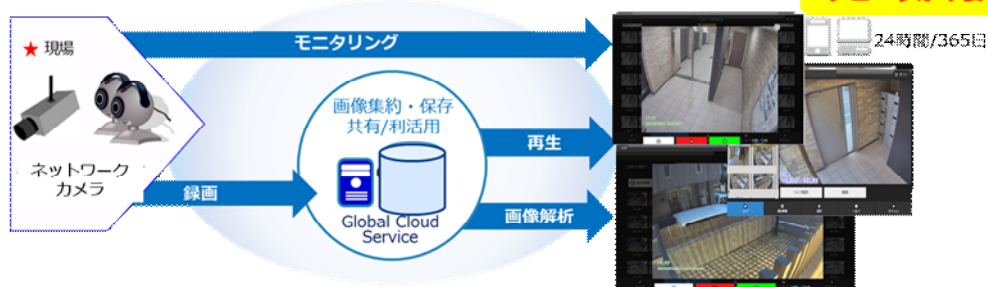 ★ 現場
ネットワーク
カメラ
モニタリング
録画
画像集約・保存
共有/利活用
Global Cloud
Service
再生
画像解析
24時間/365日